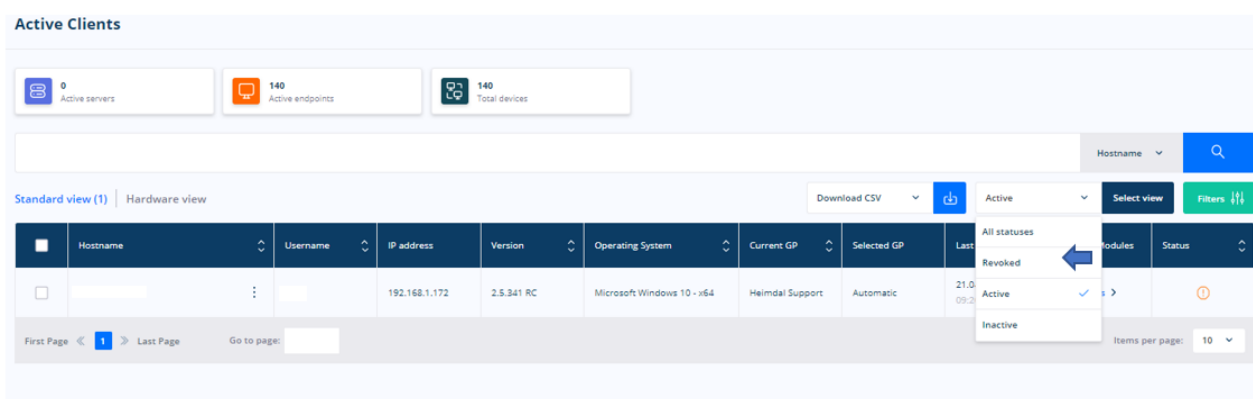 Active Clients
0
Active servers
140
Active endpoints
140
Total devices
Hostname
Standard view (1) Hardware view
Download CSV
Active
Select view
Filters
Hostname Username IP address Version Operating System Current GP Selected GP Last Modules Status
All statuses
Revoked
Active
Inactive
192.168.1.172 2.5.341 RC Microsoft Windows 10 - x64 Heimdal Support Automatic
First Page 1 Last Page Go to page: Items per page: 10